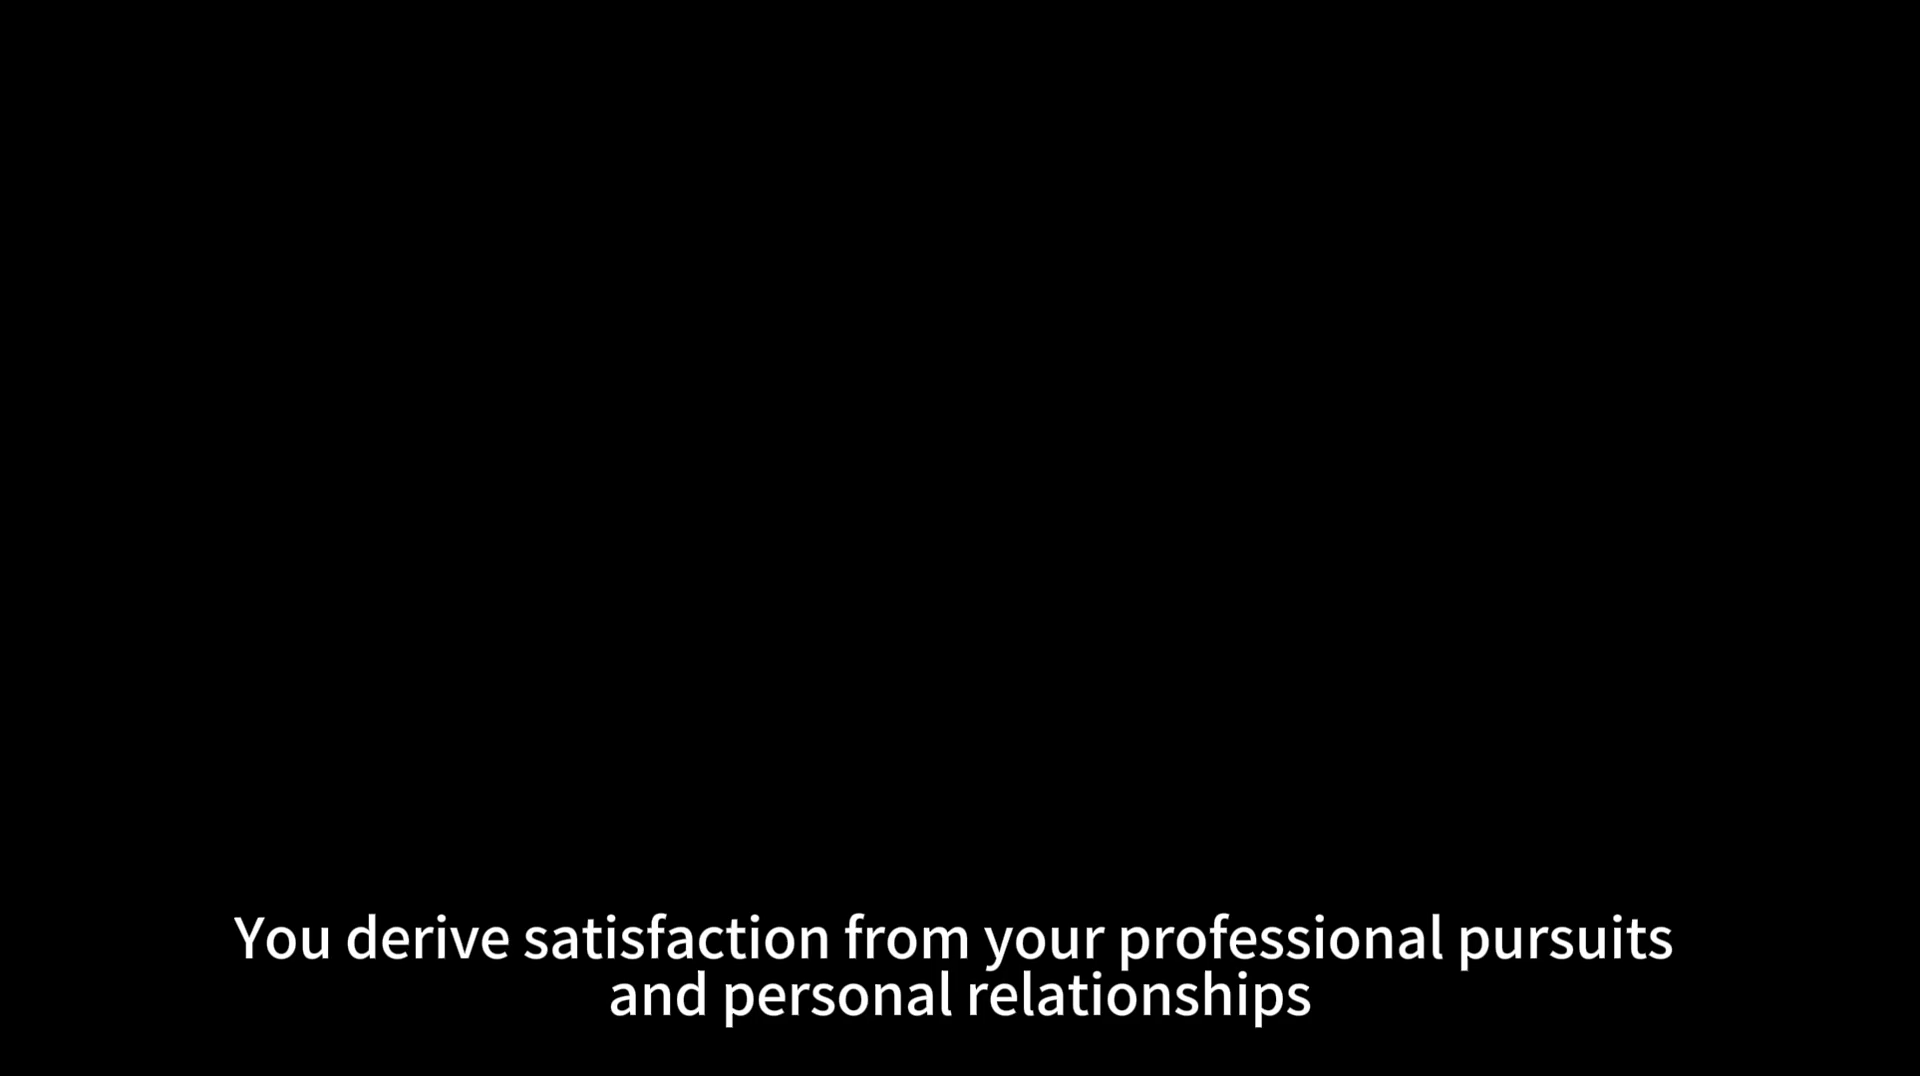 You derive satisfaction from your professional pursuits
and personal relationships